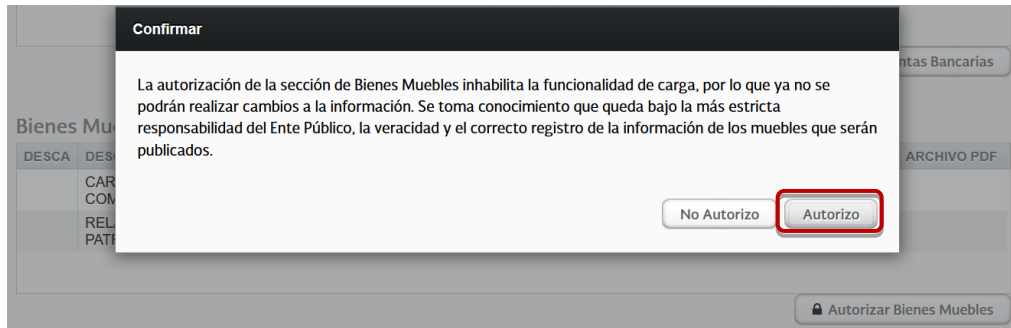 Confirmar
ntas Bancarias
La autorización de la sección de Bienes Muebles inhabilita la funcionalidad de carga, por lo que ya no se
podrán realizar cambios a la información. Se toma conocimiento que queda bajo la más estricta
responsabilidad del Ente Público, la veracidad y el correcto registro de la información de los muebles que serán
publicados.
Bienes Mu
DESCA DES ARCHIVO PDF
CAR
COM
REL
PATR
No Autorizo Autorizo
Autorizar Bienes Muebles